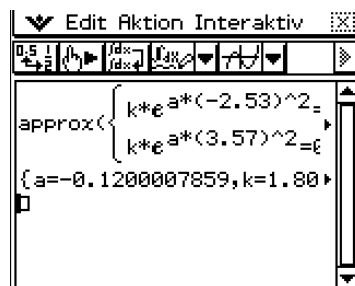 Edit Aktion Interaktiv
approx({ k*e^a*(-2.53)^2=
k*e^a*(3.57)^2=
{a=-0.1200007859,k=1.80